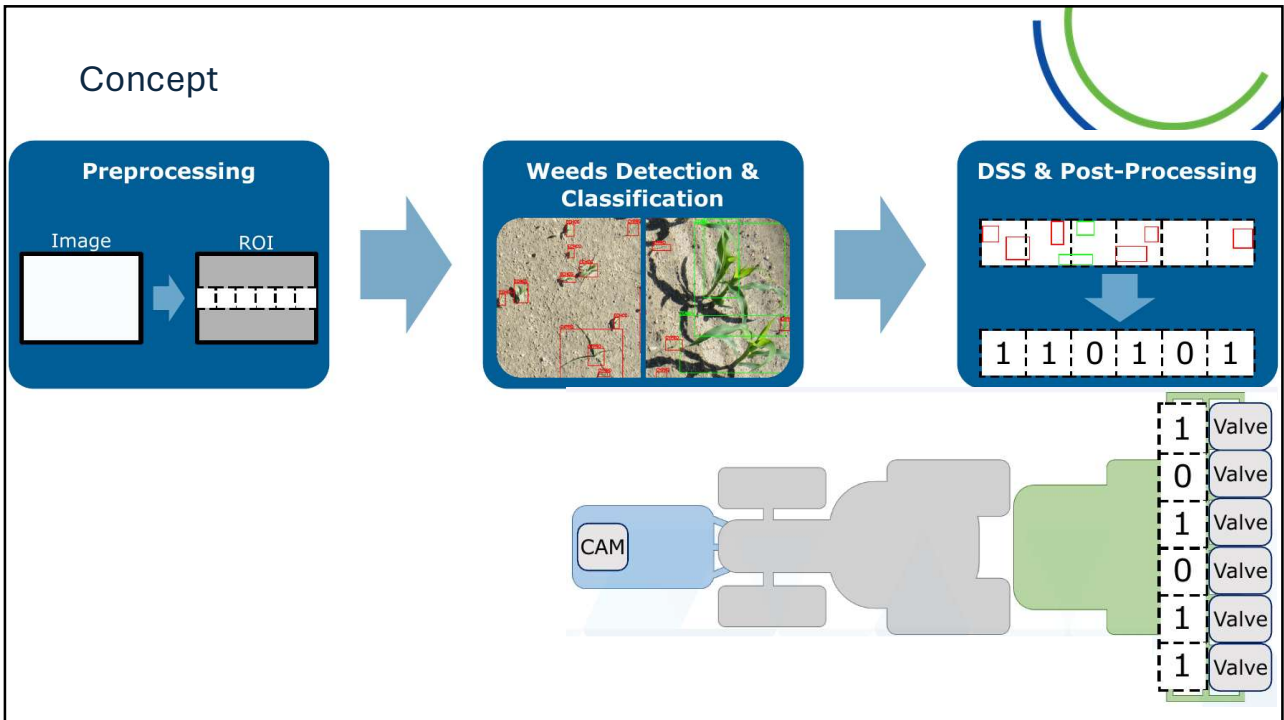 Concept
Preprocessing
Image
ROI
Weeds Detection &
Classification
DSS & Post-Processing
1 1 0 1 0 1
CAM
1 Valve
0 Valve
1 Valve
0 Valve
1 Valve
1 Valve